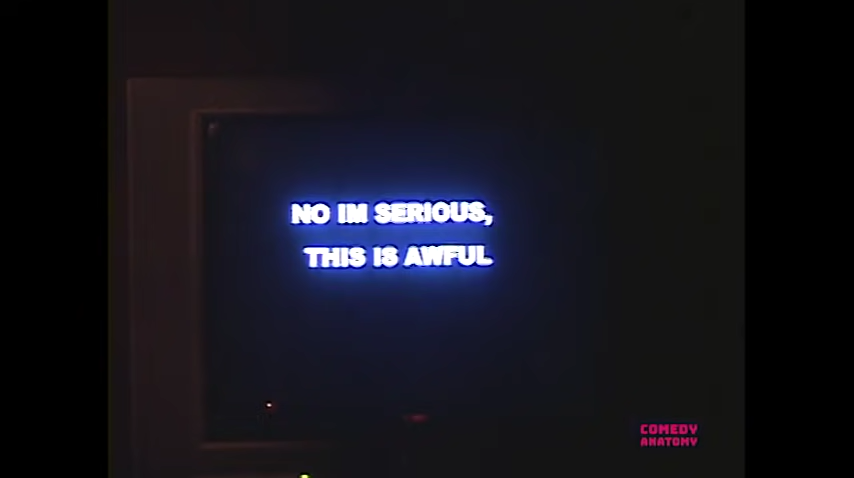 NO IM SERIOUS,
THIS IS AWFUL
COMEDY
ANATOMY